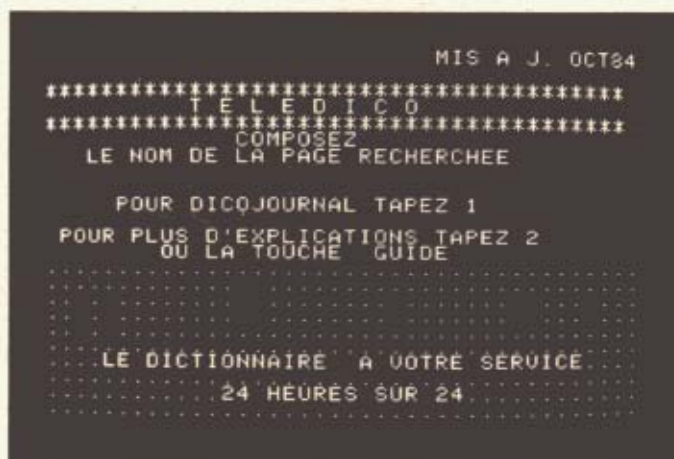 MIS A J. OCT84
******************************************
T E L E D I C O
******************************************
COMPOSEZ
LE NOM DE LA PAGE RECHERCHEE
POUR DICOJOURNAL TAPEZ 1
POUR PLUS D'EXPLICATIONS TAPEZ 2
OU LA TOUCHE GUIDE
LE DICTIONNAIRE A VOTRE SERVICE
24 HEURES SUR 24